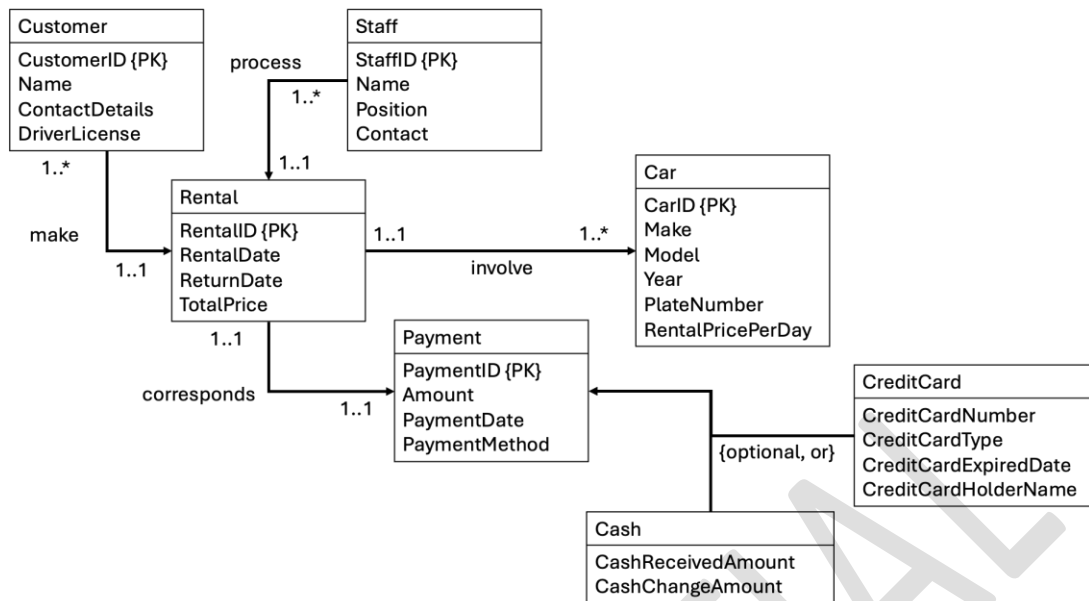 Customer
CustomerID {PK}
Name
ContactDetails
DriverLicense
Staff
StaffID {PK}
Name
Position
Contact
process
1..*
1..1
1..*
make
1..1
Rental
RentalID {PK}
RentalDate
ReturnDate
TotalPrice
1..1
1..*
involve
Car
CarID {PK}
Make
Model
Year
PlateNumber
RentalPricePerDay
1..1
corresponds
1..1
Payment
PaymentID {PK}
Amount
PaymentDate
PaymentMethod
{optional, or}
CreditCard
CreditCardNumber
CreditCardType
CreditCardExpiredDate
CreditCardHolderName
Cash
CashReceivedAmount
CashChangeAmount